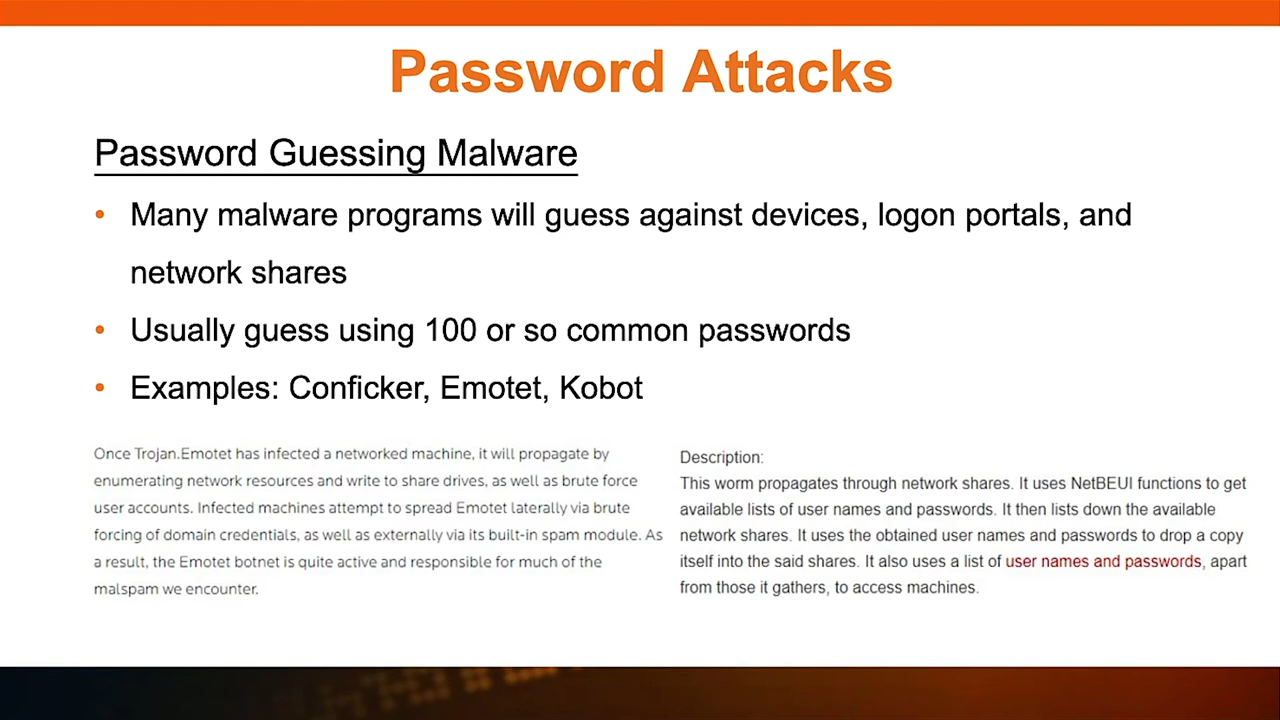 Password Attacks
Password Guessing Malware
• Many malware programs will guess against devices, logon portals, and
network shares
• Usually guess using 100 or so common passwords
• Examples: Conficker, Emotet, Kobot
Once Trojan.Emotet has infected a networked machine, it will propagate by
enumerating network resources and write to share drives, as well as brute force
user accounts. Infected machines attempt to spread Emotet laterally via brute
forcing of domain credentials, as well as externally via its built-in spam module. As
a result, the Emotet botnet is quite active and responsible for much of the
malspam we encounter.
Description:
This worm propagates through network shares. It uses NetBEUI functions to get
available lists of user names and passwords. It then lists down the available
network shares. It uses the obtained user names and passwords to drop a copy
itself into the said shares. It also uses a list of user names and passwords, apart
from those it gathers, to access machines.